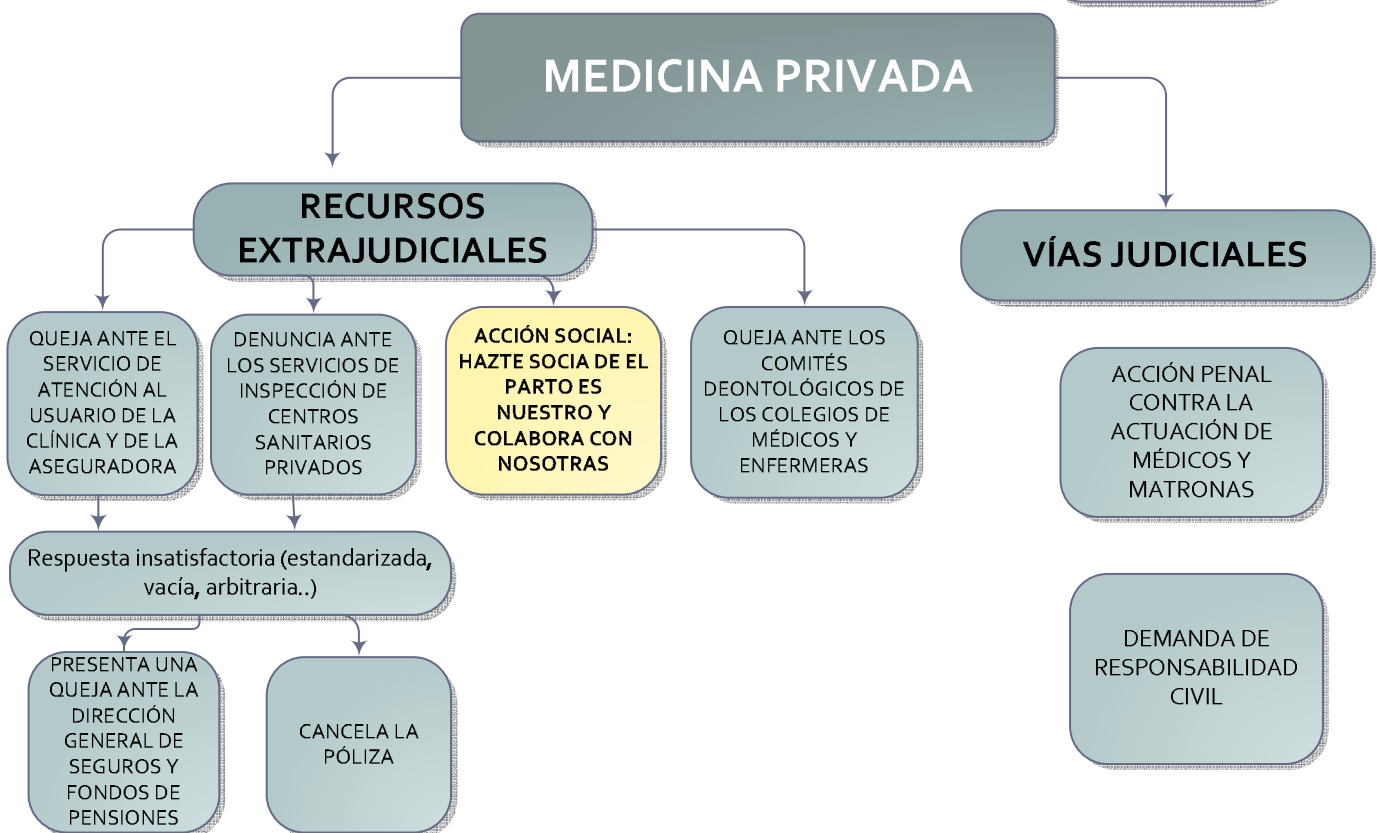 MEDICINA PRIVADA
RECURSOS
EXTRAJUDICIALES
VÍAS JUDICIALES
QUEJA ANTE EL
SERVICIO DE
ATENCIÓN AL
USUARIO DE LA
CLÍNICA Y DE LA
ASEGURADORA
DENUNCIA ANTE
LOS SERVICIOS DE
INSPECCIÓN DE
CENTROS
SANITARIOS
PRIVADOS
ACCIÓN SOCIAL:
HAZTE SOCIA DE EL
PARTO ES
NUESTRO Y
COLABORA CON
NOSOTRAS
QUEJA ANTE LOS
COMITÉS
DEONTOLÓGICOS DE
LOS COLEGIOS DE
MÉDICOS Y
ENFERMERAS
ACCIÓN PENAL
CONTRA LA
ACTUACIÓN DE
MÉDICOS Y
MATRONAS
Respuesta insatisfactoria (estandarizada,
vacía, arbitraria..)
PRESENTA UNA
QUEJA ANTE LA
DIRECCIÓN
GENERAL DE
SEGUROS Y
FONDOS DE
PENSIONES
CANCELA LA
PÓLIZA
DEMANDA DE
RESPONSABILIDAD
CIVIL